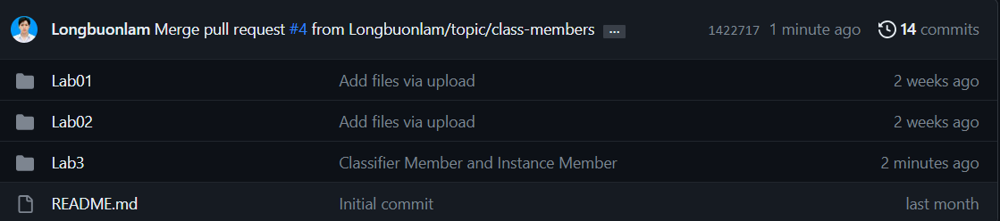 Longbuonlam Merge pull request #4 from Longbuonlam/topic/class-members ... 1422717 1 minute ago 14 commits
Lab01 Add files via upload 2 weeks ago
Lab02 Add files via upload 2 weeks ago
Lab3 Classifier Member and Instance Member 2 minutes ago
README.md Initial commit last month